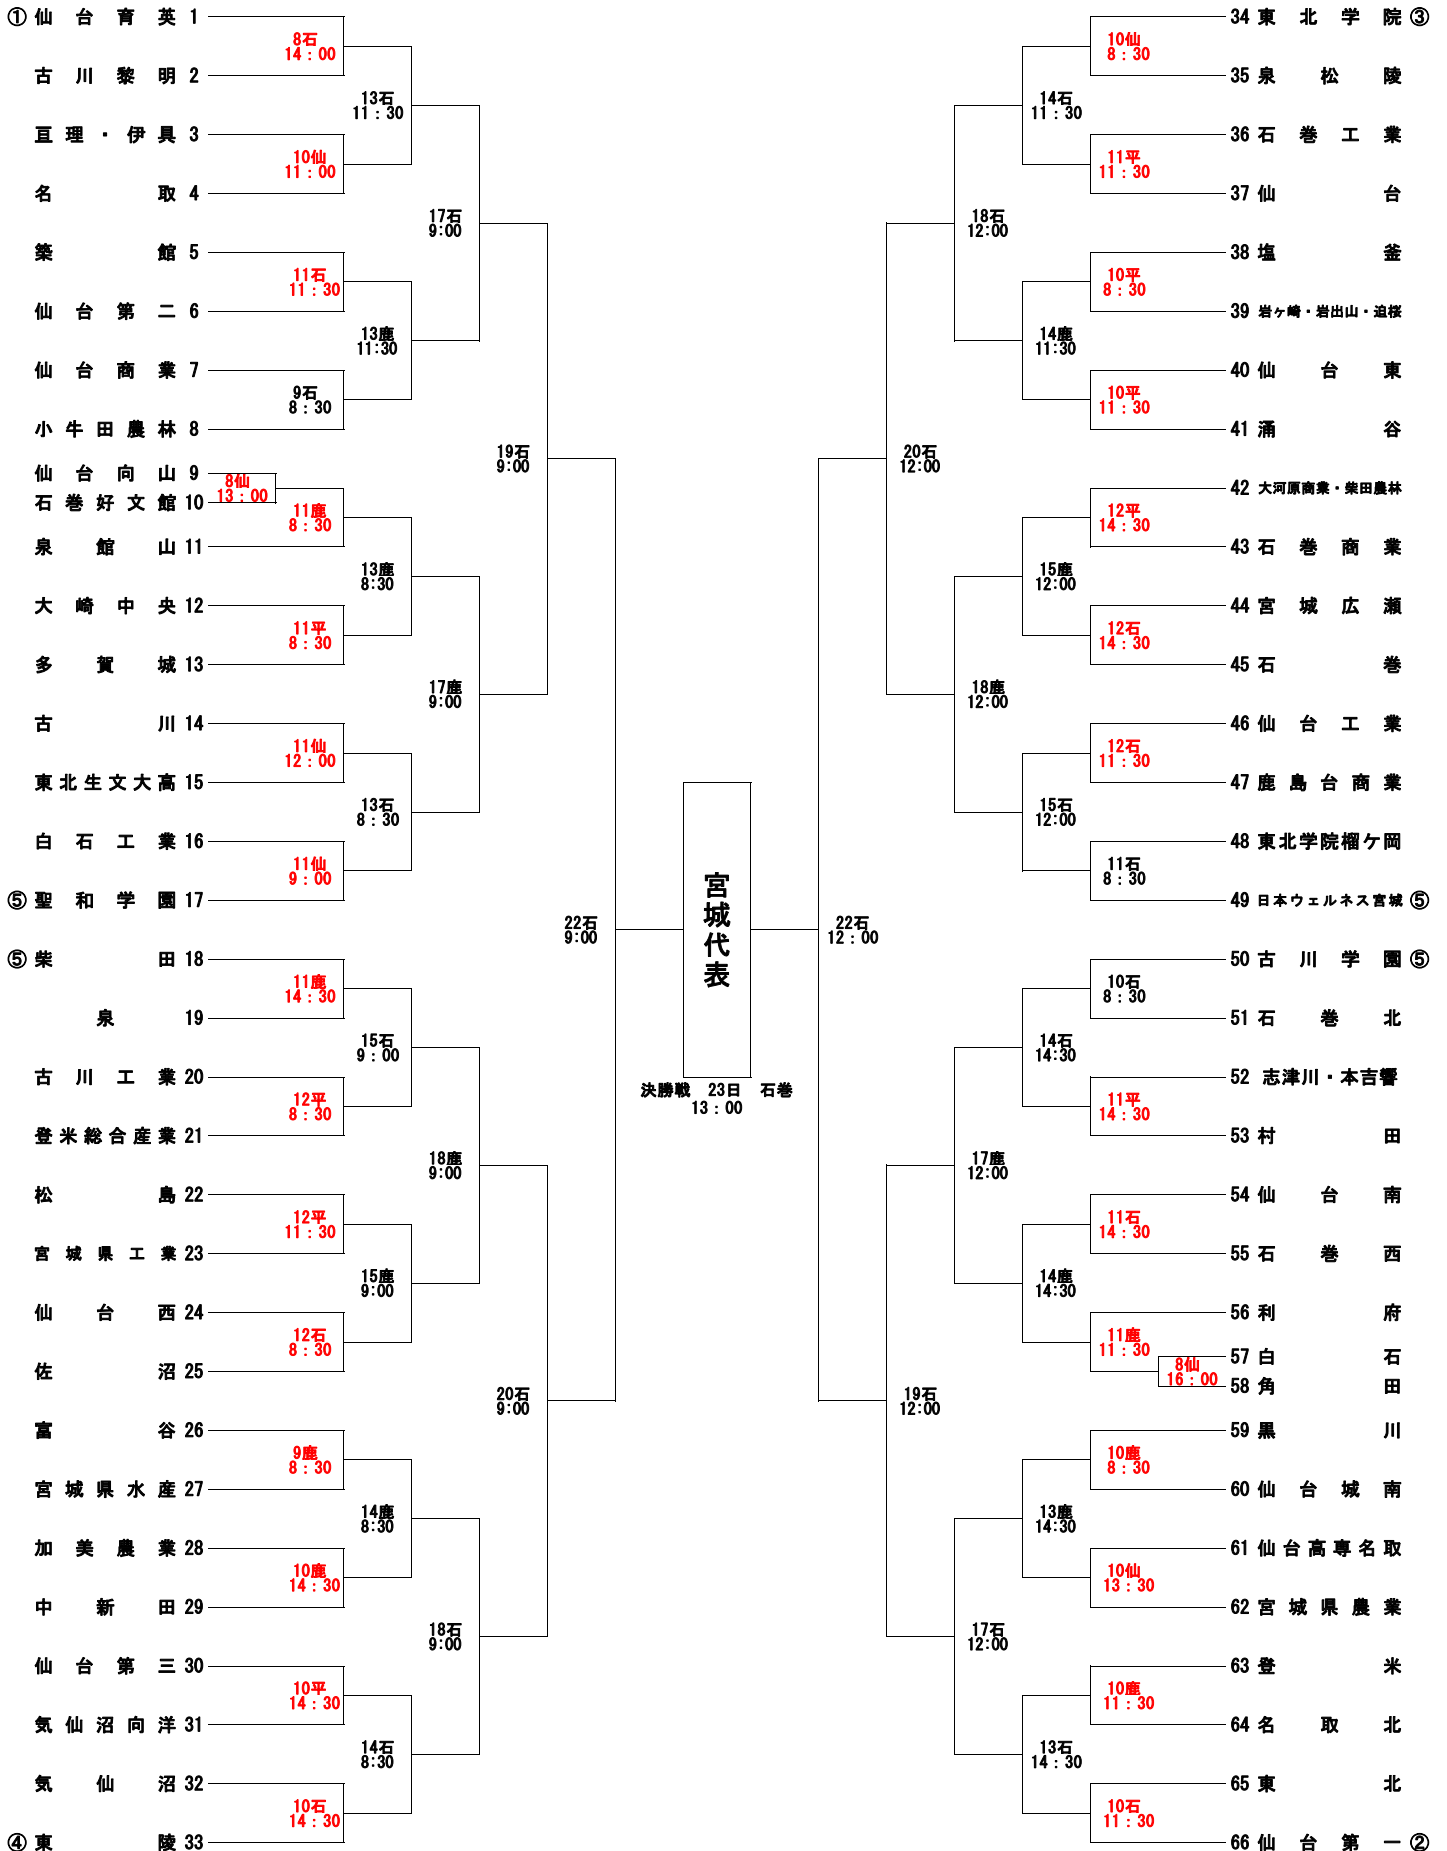 ① 仙台育英 1
8石
14：00
古川黎明 2
13石
11：30
亘理・伊具 3
10仙
11：00
名取 4
17石
9:00
築館 5
11石
11：30
仙台第二 6
13鹿
11:30
仙台商業 7
9石
8：30
小牛田農林 8
19石
9:00
仙台向山 9
8仙
13：00
石巻好文館 10
11鹿
8：30
泉館山 11
13鹿
8:30
大崎中央 12
11平
8：30
多賀城 13
17鹿
9:00
古川 14
11仙
12：00
東北生文大高 15
13石
8：30
白石工業 16
11仙
9：00
⑤ 聖和学園 17
22石
9:00
⑤ 柴田 18
11鹿
14：30
泉 19
15石
9：00
古川工業 20
12平
8：30
登米総合産業 21
18鹿
9:00
松島 22
12平
11：30
宮城県工業 23
15鹿
9:00
仙台西 24
12石
8：30
佐沼 25
20石
9:00
富谷 26
9鹿
8：30
宮城県水産 27
14鹿
8:30
加美農業 28
10鹿
14：30
中新田 29
18石
9:00
仙台第三 30
10平
14：30
気仙沼向洋 31
14石
8:30
気仙沼 32
10石
14：30
④ 東陵 33
宮城代表
決勝戦 23日 石巻
13：00
34 東北学院 ③
10仙
8：30
35 泉松陵
14石
11：30
36 石巻工業
11平
11：30
37 仙台
18石
12:00
38 塩釜
10平
8：30
39 岩ヶ崎・岩出山・迫桜
14鹿
11:30
40 仙台東
10平
11：30
41 涌谷
20石
12:00
42 大河原商業・柴田農林
12平
14：30
43 石巻商業
15鹿
12:00
44 宮城広瀬
12石
14：30
45 石巻
18鹿
12:00
46 仙台工業
12石
11：30
47 鹿島台商業
15石
12:00
48 東北学院榴ケ岡
11石
8：30
49 日本ウェルネス宮城 ⑤
22石
12：00
50 古川学園 ⑤
10石
8：30
51 石巻北
14石
14:30
52 志津川・本吉響
11平
14：30
53 村田
17鹿
12:00
54 仙台南
11石
14：30
55 石巻西
14鹿
14:30
56 利府
11鹿
11：30
57 白石
8仙
16：00
58 角田
19石
12:00
59 黒川
10鹿
8：30
60 仙台城南
13鹿
14:30
61 仙台高専名取
10仙
13：30
62 宮城県農業
17石
12:00
63 登米
10鹿
11：30
64 名取北
13石
14：30
65 東北
10石
11：30
66 仙台第一 ②